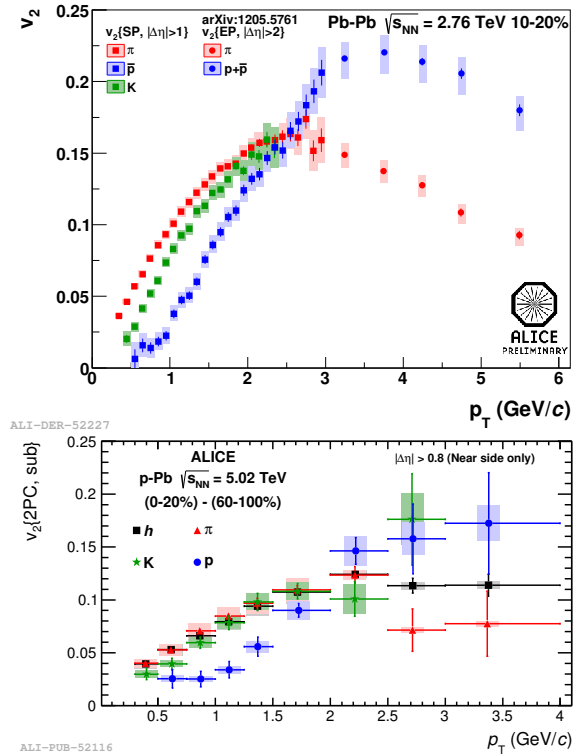 v2
arXiv:1205.5761
Pb-Pb √sNN = 2.76 TeV 10-20%
v2{SP, |Δη|>1} v2{EP, |Δη|>2}
π π
p̄ p+p̄
K
0.25
0.2
0.15
0.1
0.05
0
0 1 2 3 4 5 6
ALICE
PRELIMINARY
pT (GeV/c)
ALI-DER-52227
v2{2PC, sub}
0.25
0.2
0.15
0.1
0.05
0
ALICE
|Δη| > 0.8 (Near side only)
p-Pb √sNN = 5.02 TeV
(0-20%) - (60-100%)
h π
K p
0.5 1 1.5 2 2.5 3 3.5 4
pT (GeV/c)
ALI-PUB-52116